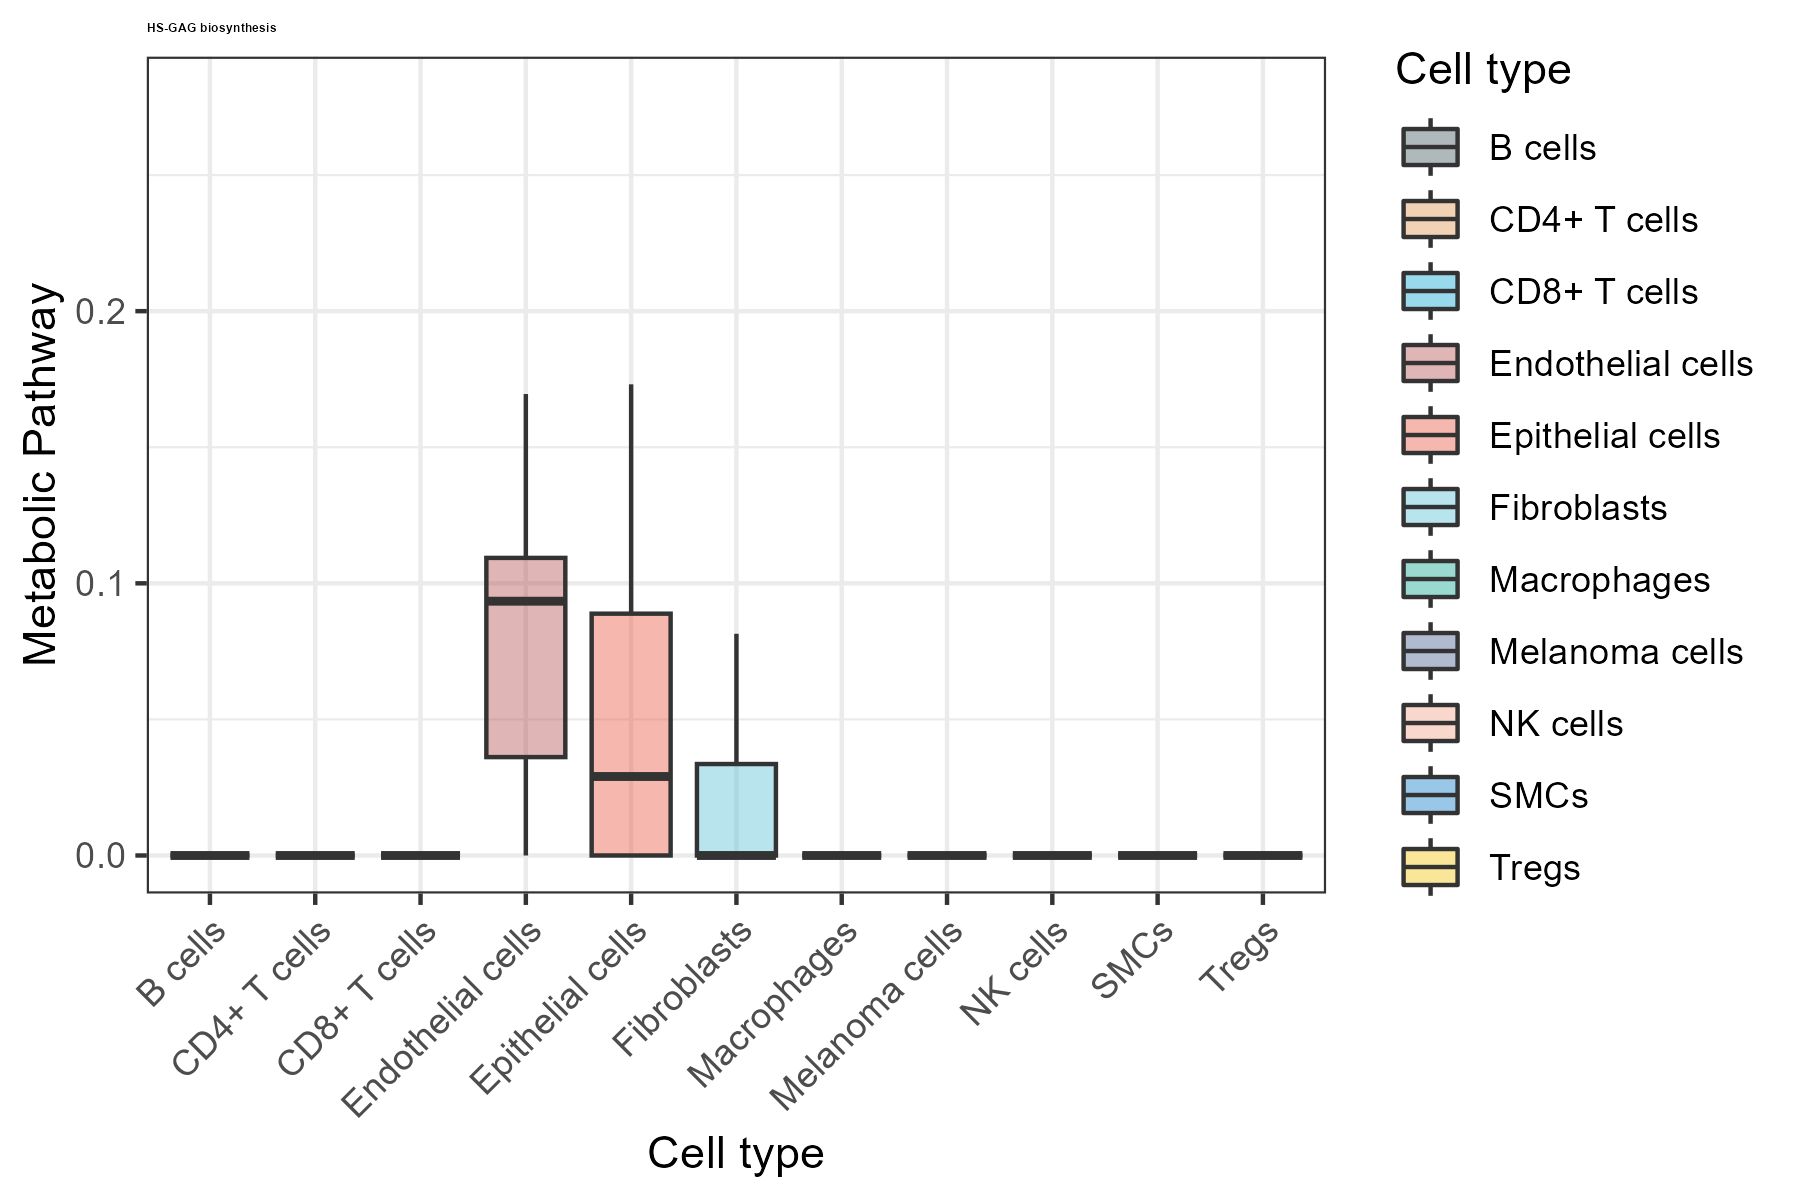 HS-GAG biosynthesis
Metabolic Pathway
0.2
0.1
0.0
B cells
CD4+ T cells
CD8+ T cells
Endothelial cells
Epithelial cells
Fibroblasts
Macrophages
Melanoma cells
NK cells
SMCs
Tregs
Cell type
Cell type
B cells
CD4+ T cells
CD8+ T cells
Endothelial cells
Epithelial cells
Fibroblasts
Macrophages
Melanoma cells
NK cells
SMCs
Tregs